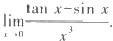 lim x→0 (tan x − sin x) / x³.